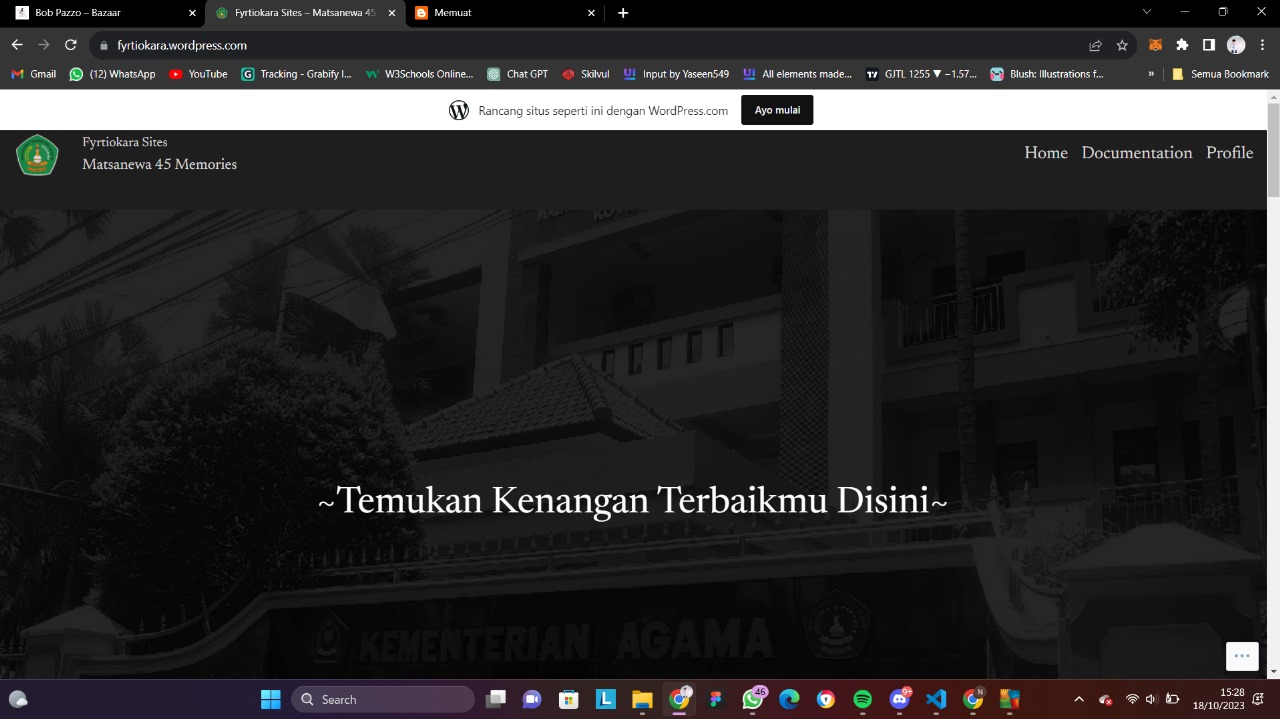 Bob Pazzo – Bazaar
Fyrtiokara Sites – Matsanewa 45
Memuat
fyrtiokara.wordpress.com
Gmail
(12) WhatsApp
YouTube
Tracking - Grabify I...
W3Schools Online...
Chat GPT
Skilvul
Input by Yaseen549
All elements made...
GJTL 1255 ▼ −1.57...
Blush: Illustrations f...
»
Semua Bookmark
Rancang situs seperti ini dengan WordPress.com
Ayo mulai
Fyrtiokara Sites
Matsanewa 45 Memories
Home
Documentation
Profile
~Temukan Kenangan Terbaikmu Disini~
KEMENTERIAN AGAMA
Search
46
9+
N
15:28
18/10/2023